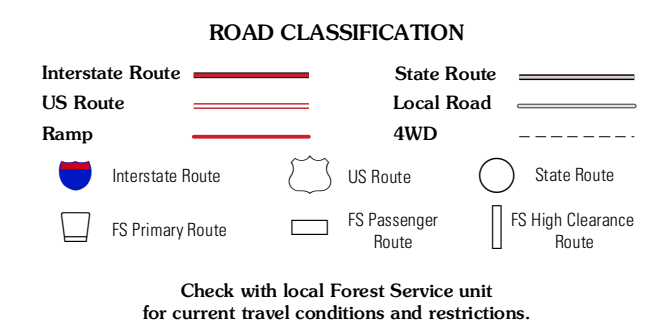 ROAD CLASSIFICATION
Interstate Route
State Route
US Route
Local Road
Ramp
4WD
Interstate Route
US Route
State Route
FS Primary Route
FS Passenger
Route
FS High Clearance
Route
Check with local Forest Service unit
for current travel conditions and restrictions.